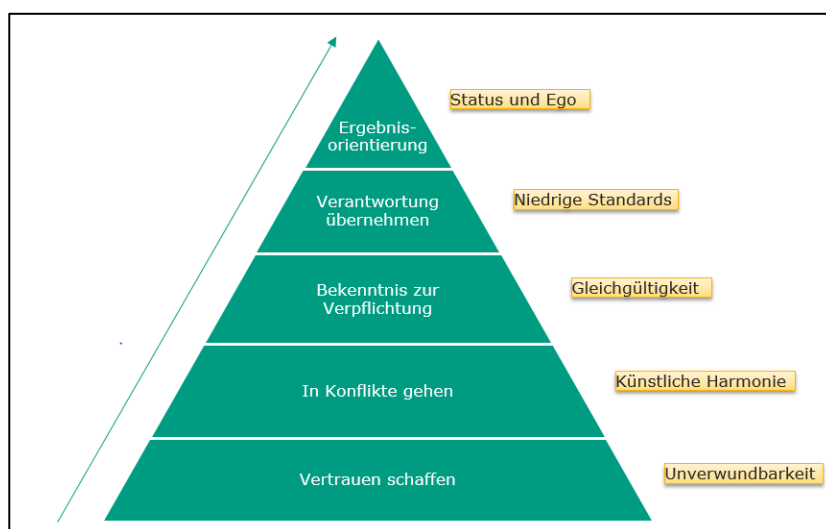 Status und Ego
Ergebnis-
orientierung
Verantwortung
übernehmen
Niedrige Standards
Bekenntnis zur
Verpflichtung
Gleichgültigkeit
In Konflikte gehen
Künstliche Harmonie
Vertrauen schaffen
Unverwundbarkeit